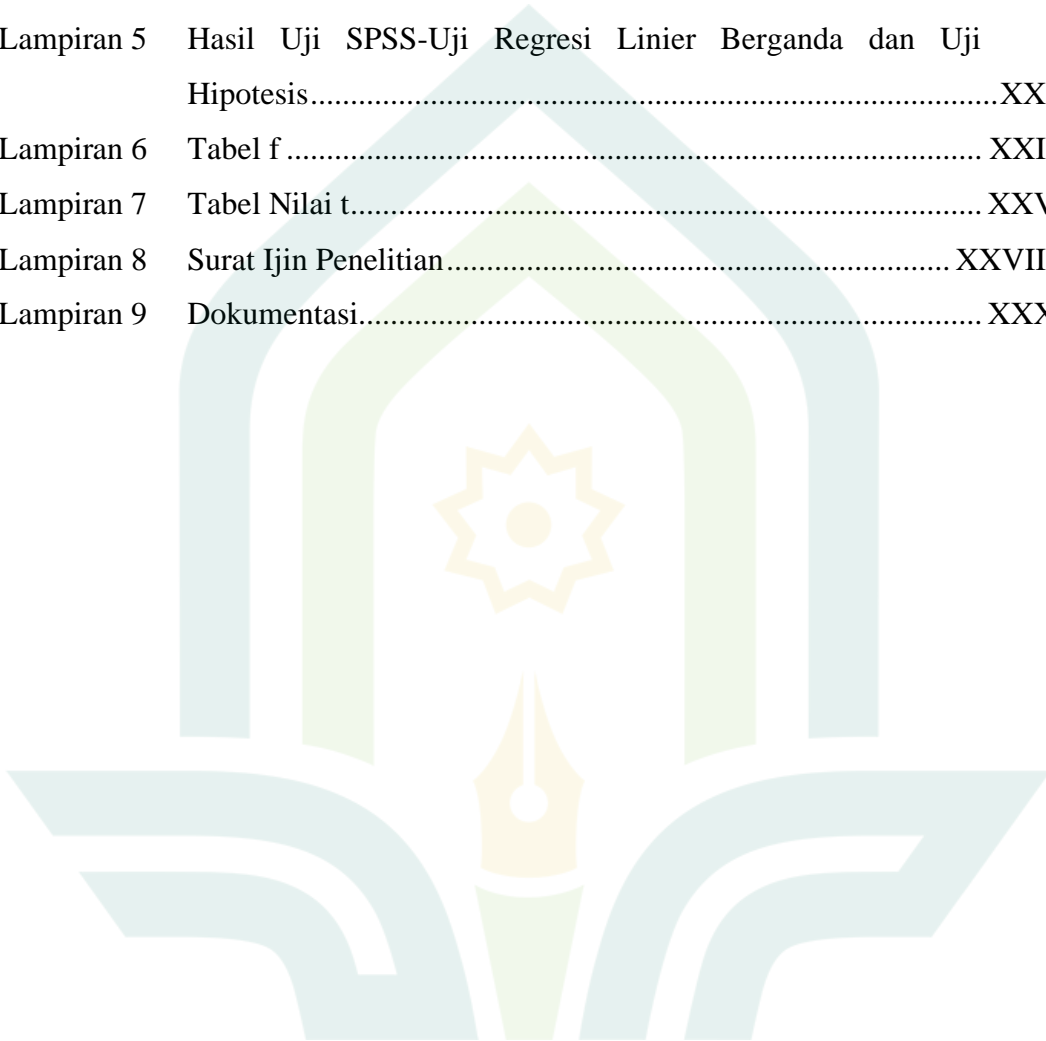 Lampiran 5 Hasil Uji SPSS-Uji Regresi Linier Berganda dan Uji
Hipotesis.............................................................................XX
Lampiran 6 Tabel f .............................................................................. XXI
Lampiran 7 Tabel Nilai t....................................................................... XXV
Lampiran 8 Surat Ijin Penelitian........................................................ XXVII
Lampiran 9 Dokumentasi...................................................................... XXX